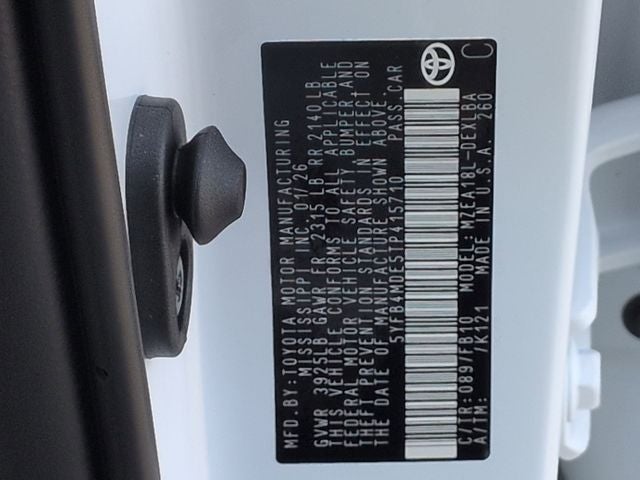 MFD. BY: TOYOTA MOTOR MANUFACTURING
MISSISSIPPI INC. 01/26
GVWR 3925LB GAWR FR 2315 LB RR 2140LB
THIS VEHICLE CONFORMS TO ALL APPLICABLE
FEDERAL MOTOR VEHICLE SAFETY, BUMPER AND
THEFT PREVENTION STANDARDS IN EFFECT ON
THE DATE OF MANUFACTURE SHOWN ABOVE.
5YFB4MDE5TP415710 PASS. CAR
C/TR: 089/FB10 MODEL: MZEA18L-DEXLBA
A/TM: /K121 MADE IN U.S.A. 260
C